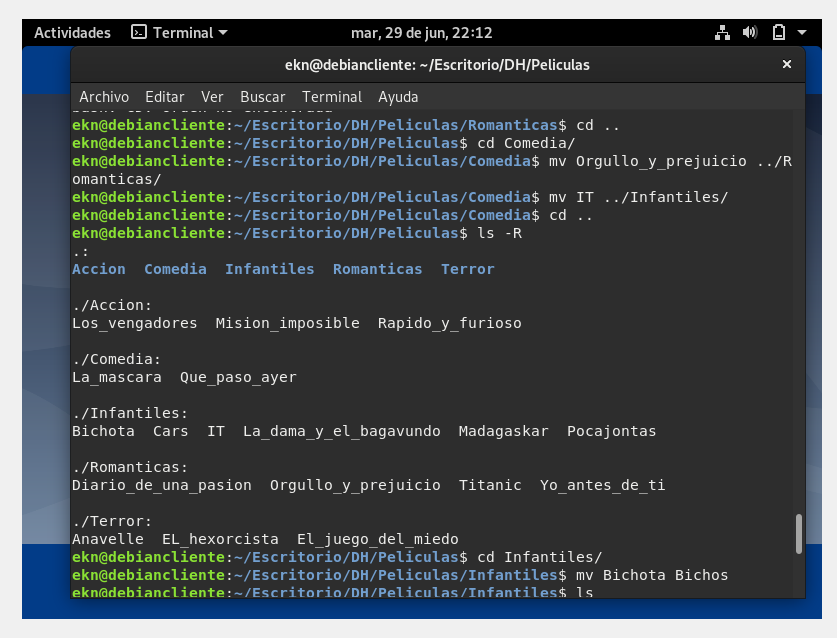 Actividades Terminal mar, 29 de jun, 22:12
ekn@debiancliente: ~/Escritorio/DH/Peliculas ×
Archivo Editar Ver Buscar Terminal Ayuda
ekn@debiancliente:~/Escritorio/DH/Peliculas/Romanticas$ cd ..
ekn@debiancliente:~/Escritorio/DH/Peliculas$ cd Comedia/
ekn@debiancliente:~/Escritorio/DH/Peliculas/Comedia$ mv Orgullo_y_prejuicio ../R
omanticas/
ekn@debiancliente:~/Escritorio/DH/Peliculas/Comedia$ mv IT ../Infantiles/
ekn@debiancliente:~/Escritorio/DH/Peliculas/Comedia$ cd ..
ekn@debiancliente:~/Escritorio/DH/Peliculas$ ls -R
.:
Accion Comedia Infantiles Romanticas Terror
./Accion:
Los_vengadores Mision_imposible Rapido_y_furioso
./Comedia:
La_mascara Que_paso_ayer
./Infantiles:
Bichota Cars IT La_dama_y_el_bagavundo Madagaskar Pocajontas
./Romanticas:
Diario_de_una_pasion Orgullo_y_prejuicio Titanic Yo_antes_de_ti
./Terror:
Anavelle EL_hexorcista El_juego_del_miedo
ekn@debiancliente:~/Escritorio/DH/Peliculas$ cd Infantiles/
ekn@debiancliente:~/Escritorio/DH/Peliculas/Infantiles$ mv Bichota Bichos
ekn@debiancliente:~/Escritorio/DH/Peliculas/Infantiles$ ls